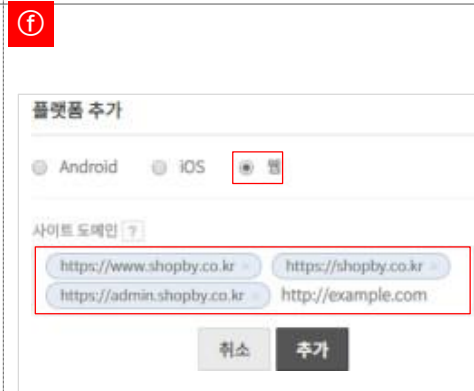 ⓕ
플랫폼 추가
Android iOS 웹
사이트 도메인 ?
https://www.shopby.co.kr × https://shopby.co.kr ×
https://admin.shopby.co.kr × http://example.com
취소 추가